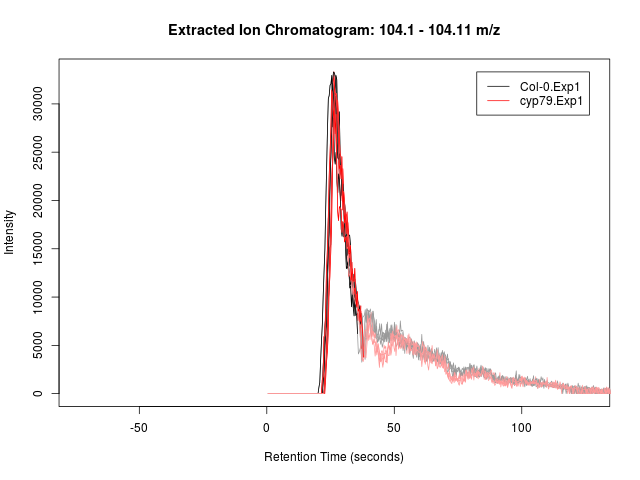 Extracted Ion Chromatogram: 104.1 - 104.11 m/z
Col-0.Exp1
cyp79.Exp1
Intensity
30000
25000
20000
15000
10000
5000
0
-50
0
50
100
Retention Time (seconds)